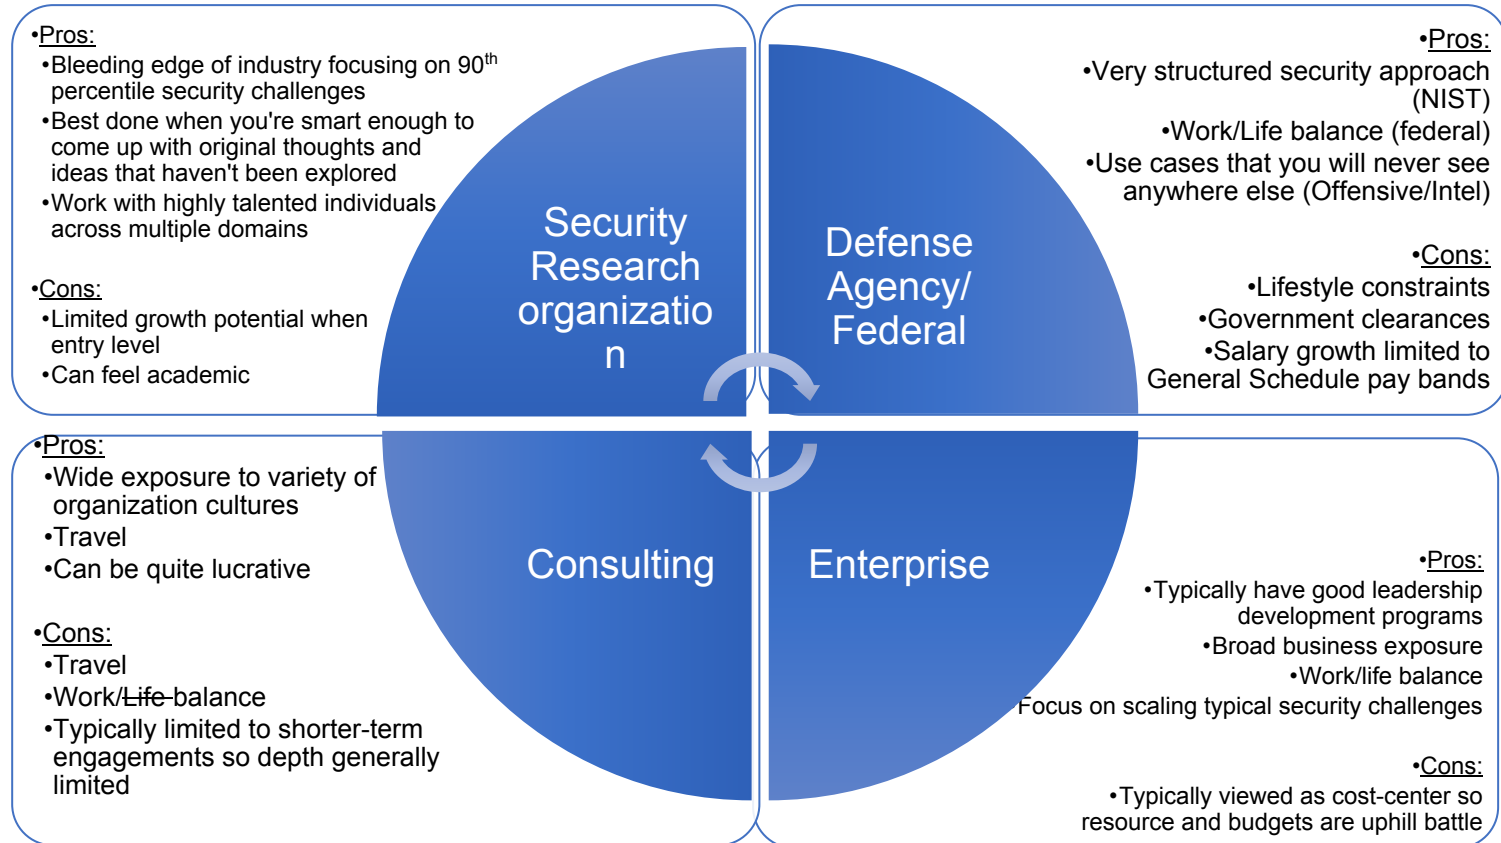 •Pros:
•Bleeding edge of industry focusing on 90th
percentile security challenges
•Best done when you're smart enough to
come up with original thoughts and
ideas that haven't been explored
•Work with highly talented individuals
across multiple domains
•Cons:
•Limited growth potential when
entry level
•Can feel academic
Security
Research
organizatio
n
Defense
Agency/
Federal
•Pros:
•Very structured security approach
(NIST)
•Work/Life balance (federal)
•Use cases that you will never see
anywhere else (Offensive/Intel)
•Cons:
•Lifestyle constraints
•Government clearances
•Salary growth limited to
General Schedule pay bands
•Pros:
•Wide exposure to variety of
organization cultures
•Travel
•Can be quite lucrative
•Cons:
•Travel
•Work/Life balance
•Typically limited to shorter-term
engagements so depth generally
limited
Consulting
Enterprise
•Pros:
•Typically have good leadership
development programs
•Broad business exposure
•Work/life balance
•Focus on scaling typical security challenges
•Cons:
•Typically viewed as cost-center so
resource and budgets are uphill battle